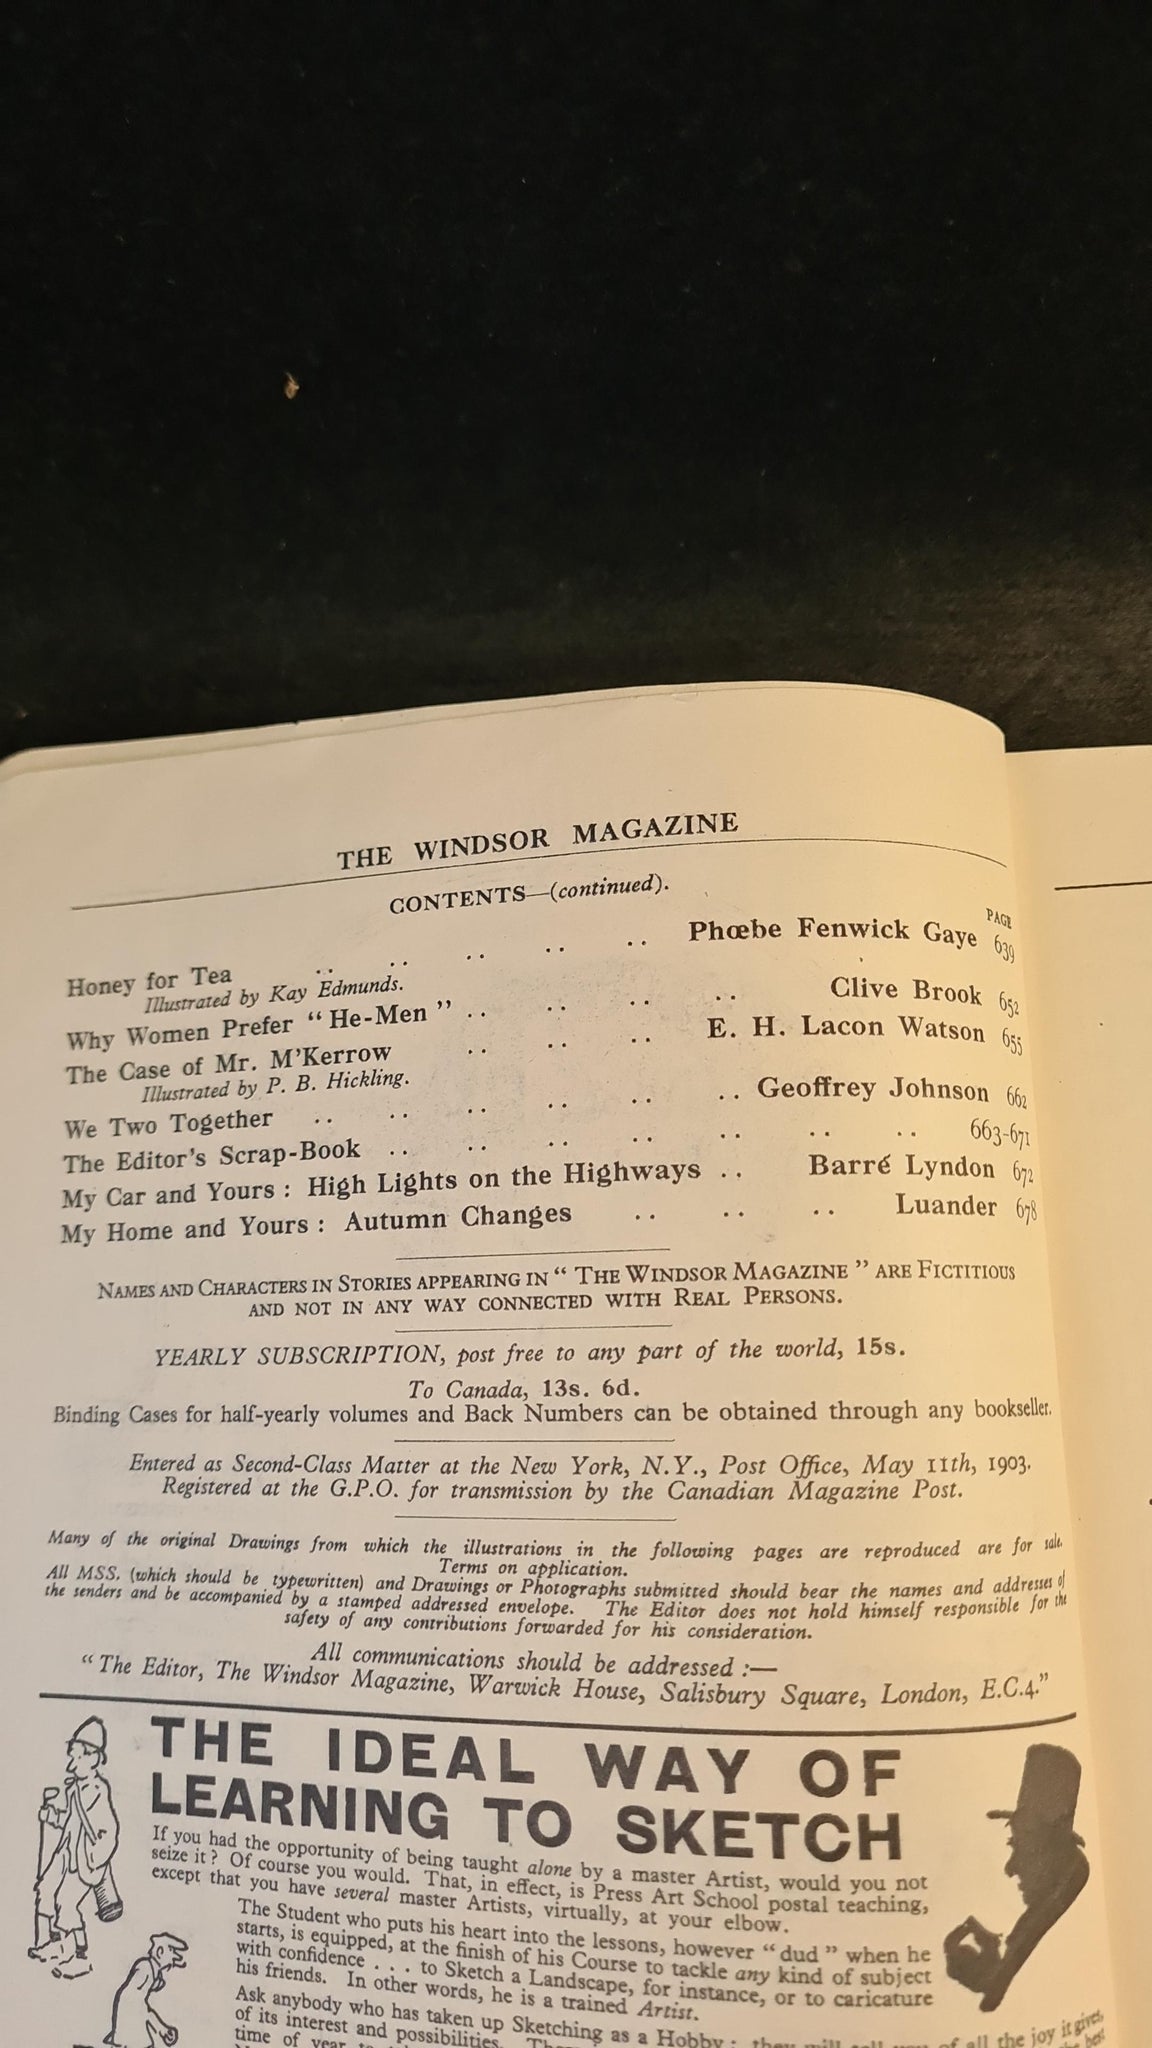 THE WINDSOR MAGAZINE
CONTENTS—(continued).
PAGE
Honey for Tea .. .. .. .. .. Phœbe Fenwick Gaye 639
Illustrated by Kay Edmunds.
Why Women Prefer “He-Men” .. .. .. .. Clive Brook 652
The Case of Mr. M'Kerrow .. .. .. E. H. Lacon Watson 655
Illustrated by P. B. Hickling.
We Two Together .. .. .. .. .. .. Geoffrey Johnson 662
The Editor's Scrap-Book .. .. .. .. .. .. .. 663-671
My Car and Yours: High Lights on the Highways .. Barré Lyndon 672
My Home and Yours: Autumn Changes .. .. .. Luander 678
NAMES AND CHARACTERS IN STORIES APPEARING IN “THE WINDSOR MAGAZINE” ARE FICTITIOUS
AND NOT IN ANY WAY CONNECTED WITH REAL PERSONS.
YEARLY SUBSCRIPTION, post free to any part of the world, 15s.
To Canada, 13s. 6d.
Binding Cases for half-yearly volumes and Back Numbers can be obtained through any bookseller.
Entered as Second-Class Matter at the New York, N.Y., Post Office, May 11th, 1903.
Registered at the G.P.O. for transmission by the Canadian Magazine Post.
Many of the original Drawings from which the illustrations in the following pages are reproduced are for sale.
Terms on application.
All MSS. (which should be typewritten) and Drawings or Photographs submitted should bear the names and addresses of
the senders and be accompanied by a stamped addressed envelope. The Editor does not hold himself responsible for the
safety of any contributions forwarded for his consideration.
All communications should be addressed :—
“The Editor, The Windsor Magazine, Warwick House, Salisbury Square, London, E.C.4.”
THE IDEAL WAY OF
LEARNING TO SKETCH
If you had the opportunity of being taught alone by a master Artist, would you not
seize it? Of course you would. That, in effect, is Press Art School postal teaching,
except that you have several master Artists, virtually, at your elbow.
The Student who puts his heart into the lessons, however “dud” when he
starts, is equipped, at the finish of his Course to tackle any kind of subject
with confidence . . . to Sketch a Landscape, for instance, or to caricature
his friends. In other words, he is a trained Artist.
Ask anybody who has taken up Sketching as a Hobby: they will tell you of all the joy it gives,
of its interest and possibilities. the best
time of year